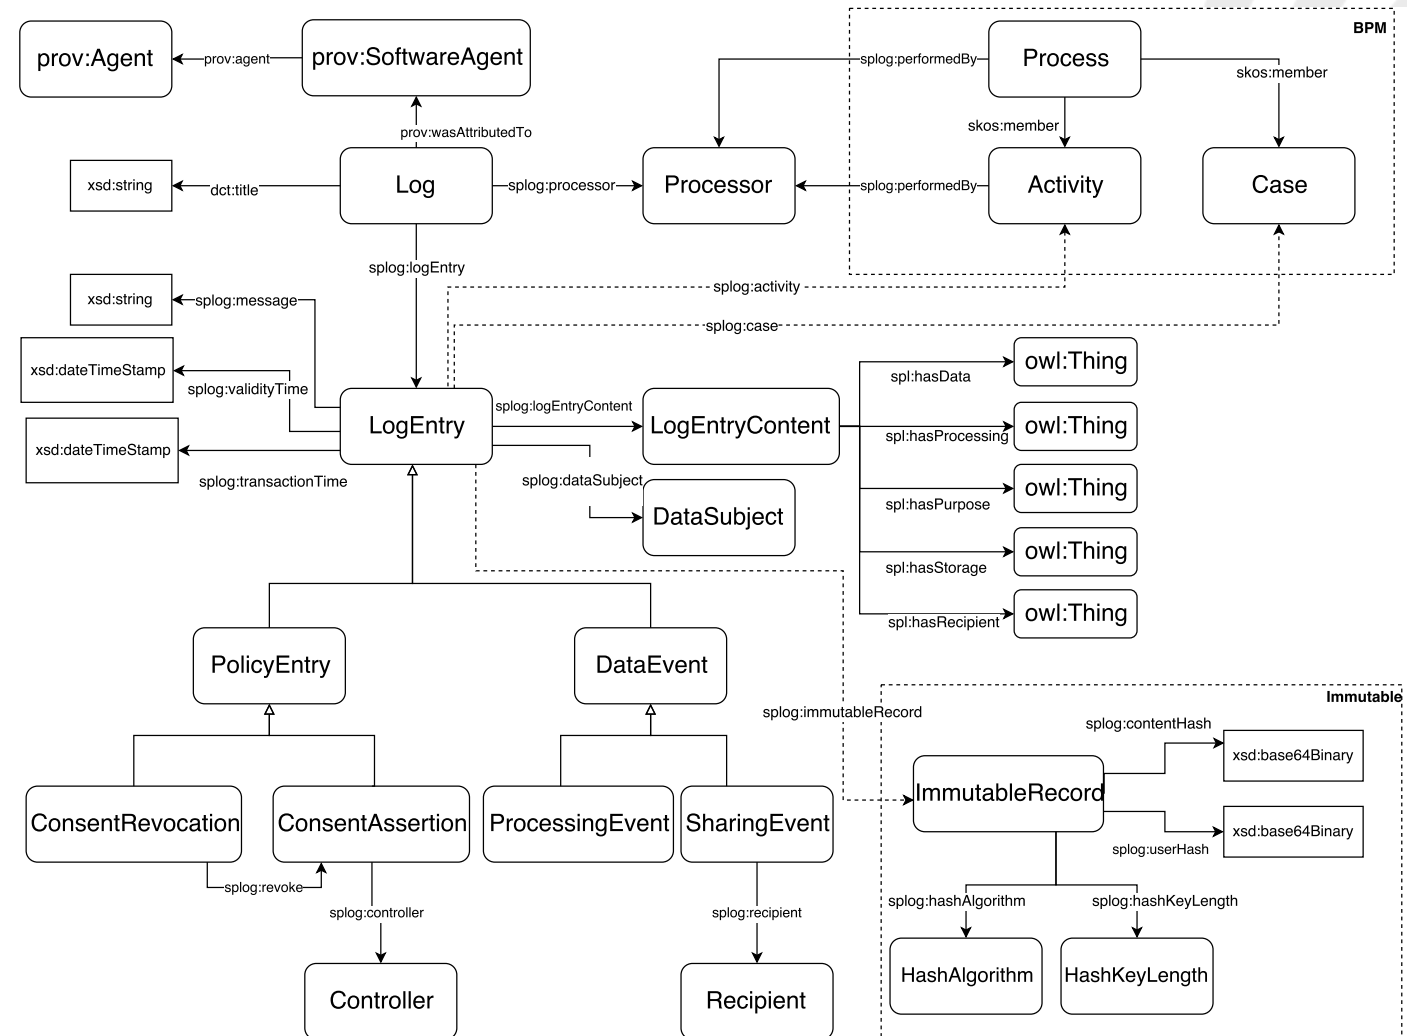 BPM
prov:Agent
prov:agent
prov:SoftwareAgent
splog:performedBy
Process
skos:member
prov:wasAttributedTo
skos:member
xsd:string
dct:title
Log
splog:processor
Processor
splog:performedBy
Activity
Case
splog:logEntry
xsd:string
splog:message
splog:activity
splog:case
xsd:dateTimeStamp
splog:validityTime
owl:Thing
spl:hasData
xsd:dateTimeStamp
splog:transactionTime
LogEntry
splog:logEntryContent
LogEntryContent
spl:hasProcessing
owl:Thing
splog:dataSubject
DataSubject
spl:hasPurpose
owl:Thing
spl:hasStorage
owl:Thing
spl:hasRecipient
owl:Thing
PolicyEntry
DataEvent
splog:immutableRecord
Immutable
splog:contentHash
xsd:base64Binary
ImmutableRecord
ConsentRevocation
ConsentAssertion
ProcessingEvent
SharingEvent
xsd:base64Binary
splog:userHash
splog:revoke
splog:controller
splog:recipient
splog:hashAlgorithm
splog:hashKeyLength
HashAlgorithm
HashKeyLength
Controller
Recipient